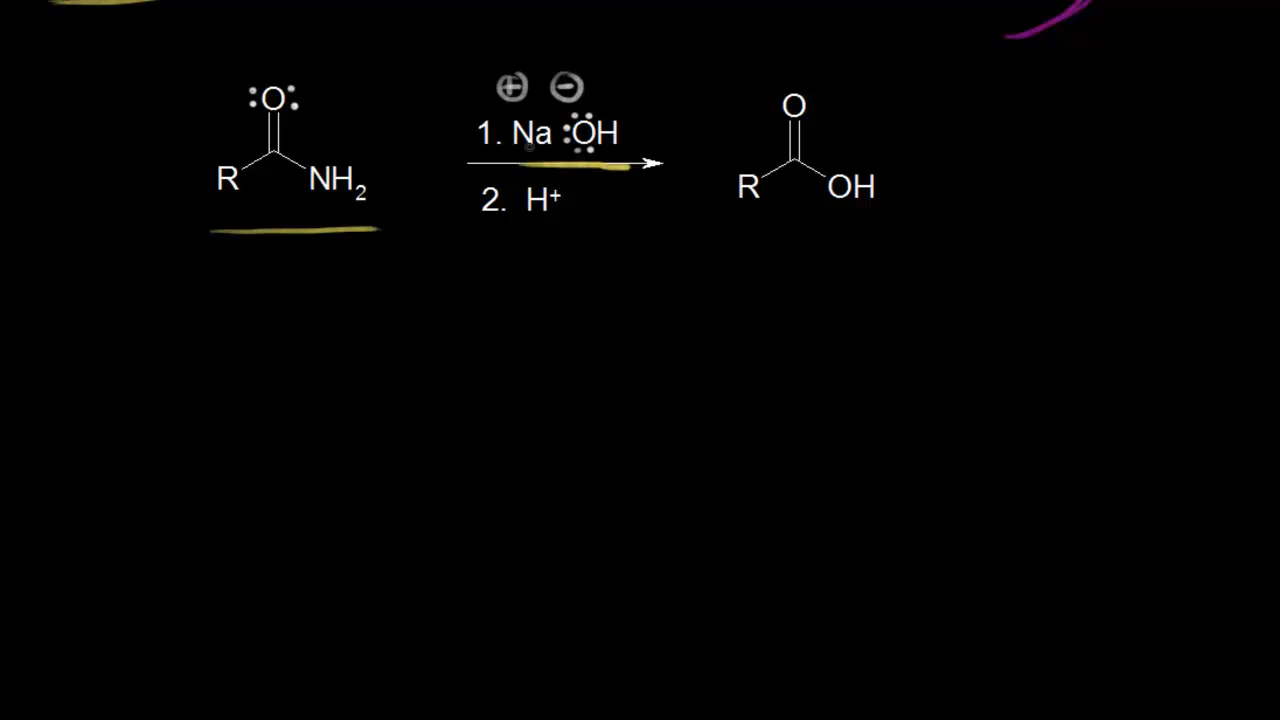 :O:
R NH2
⊕ ⊖
1. Na :OH
2. H+
O
R OH